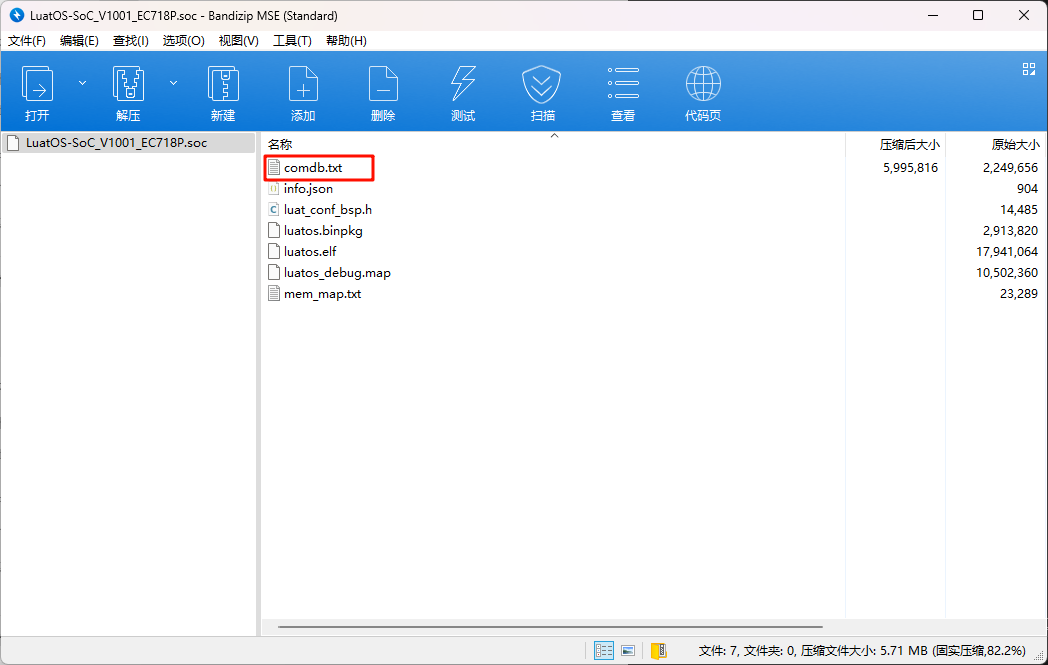 LuatOS-SoC_V1001_EC718P.soc - Bandizip MSE (Standard)
文件(F) 编辑(E) 查找(I) 选项(O) 视图(V) 工具(T) 帮助(H)
打开 解压 新建 添加 删除 测试 扫描 查看 代码页
LuatOS-SoC_V1001_EC718P.soc
名称 压缩后大小 原始大小
comdb.txt 5,995,816 2,249,656
info.json 904
luat_conf_bsp.h 14,485
luatos.binpkg 2,913,820
luatos.elf 17,941,064
luatos_debug.map 10,502,360
mem_map.txt 23,289
文件: 7, 文件夹: 0, 压缩文件大小: 5.71 MB (固实压缩,82.2%)